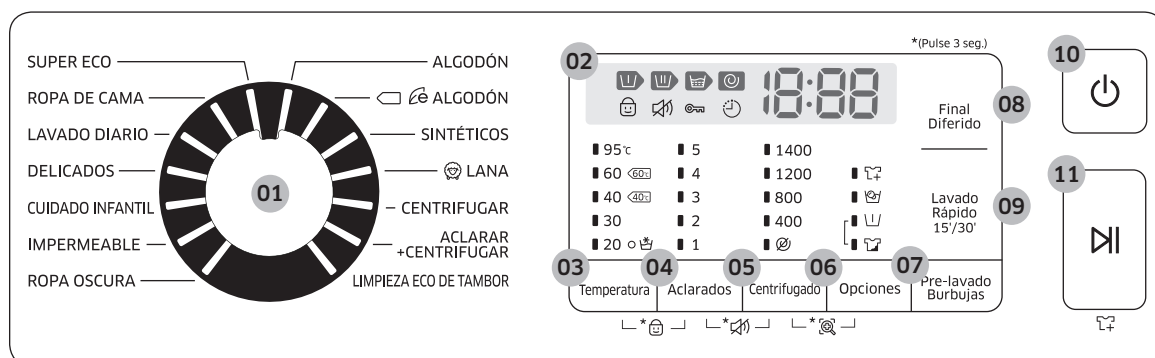 SUPER ECO
ROPA DE CAMA
LAVADO DIARIO
DELICADOS
CUIDADO INFANTIL
IMPERMEABLE
ROPA OSCURA
01
ALGODÓN
é ALGODÓN
SINTÉTICOS
LANA
CENTRIFUGAR
ACLARAR
+CENTRIFUGAR
LIMPIEZA ECO DE TAMBOR
*(Pulse 3 seg.)
02
18:88
95℃ 5 1400
60 60℃ 4 1200
40 40℃ 3 800
30 2 400
20 1
Final
Diferido
08
Lavado
Rápido
15'/30'
09
03
Temperatura
04
Aclarados
05
Centrifugado
06
Opciones
07
Pre-lavado
Burbujas
*
*
*
10
11